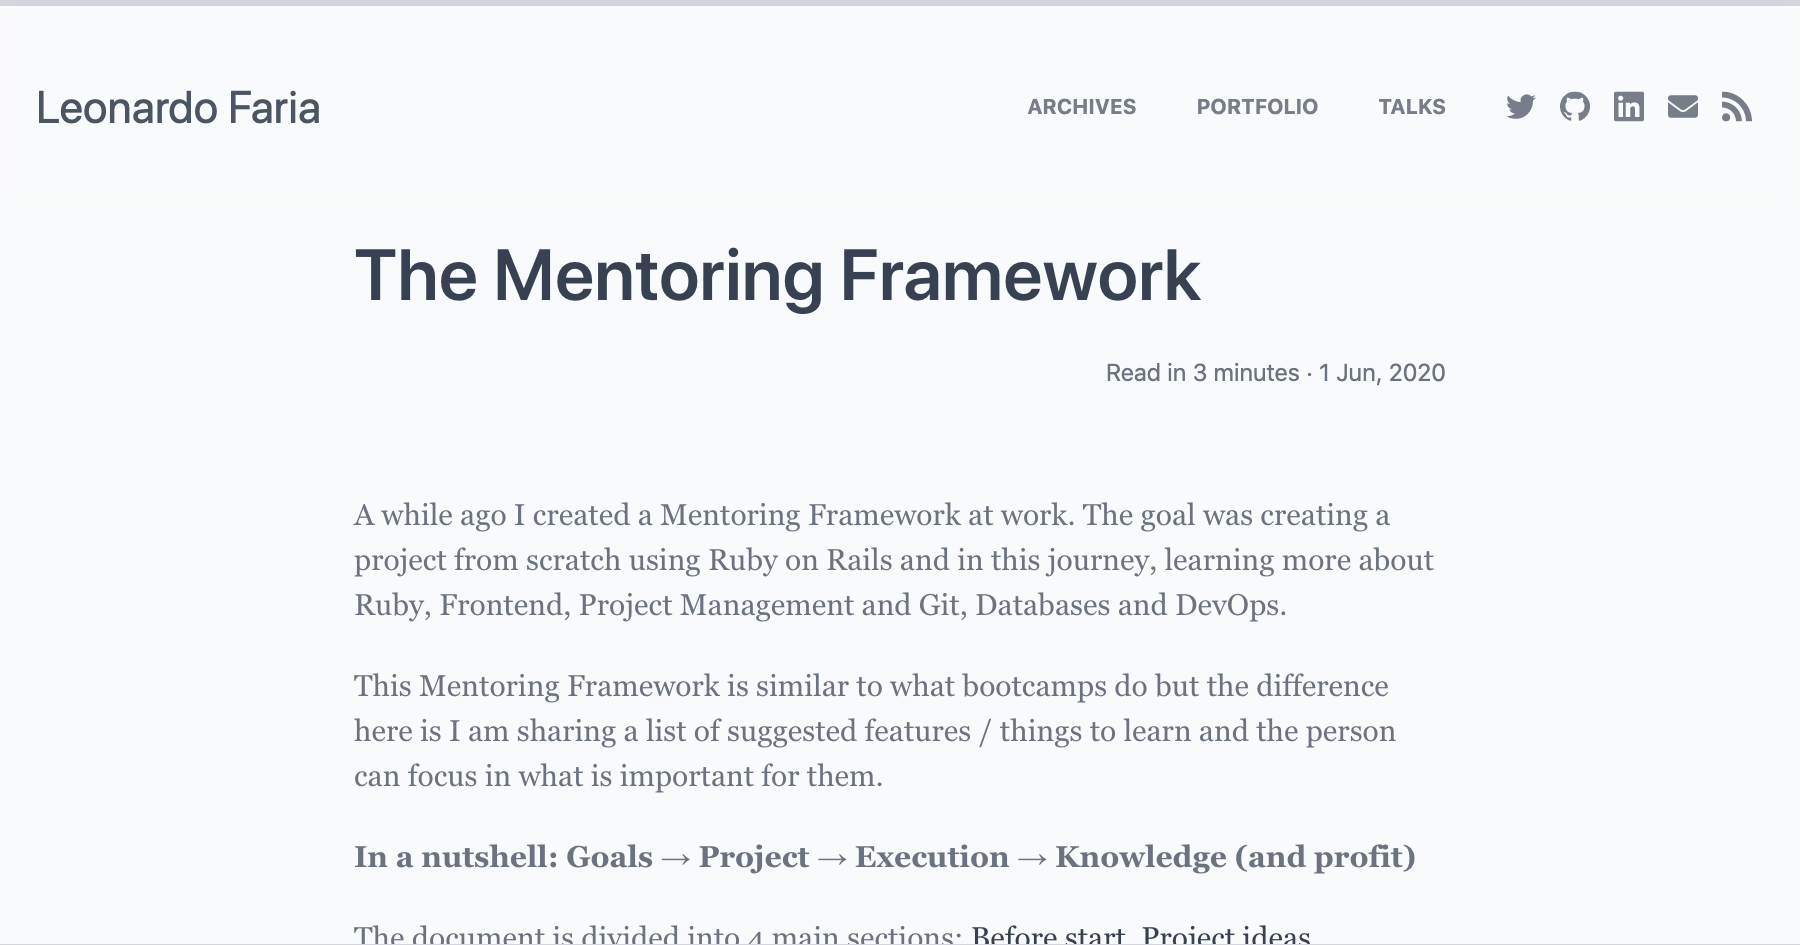 Leonardo Faria
ARCHIVES
PORTFOLIO
TALKS
The Mentoring Framework
Read in 3 minutes · 1 Jun, 2020
A while ago I created a Mentoring Framework at work. The goal was creating a
project from scratch using Ruby on Rails and in this journey, learning more about
Ruby, Frontend, Project Management and Git, Databases and DevOps.
This Mentoring Framework is similar to what bootcamps do but the difference
here is I am sharing a list of suggested features / things to learn and the person
can focus in what is important for them.
In a nutshell: Goals → Project → Execution → Knowledge (and profit)
The document is divided into 4 main sections: Before start, Project ideas,